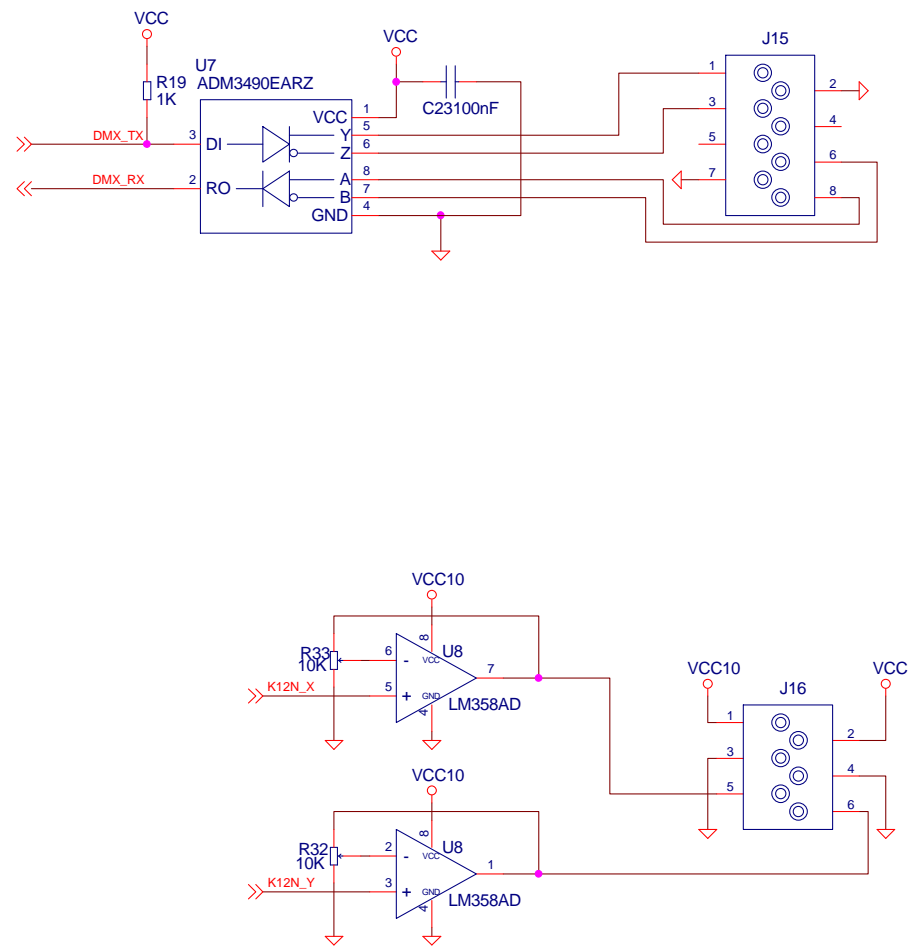 VCC
VCC
J15
U7
ADM3490EARZ
R19
1K
C23100nF
DMX_TX
3
DI
VCC
1
Y
5
Z
6
DMX_RX
2
RO
A
8
B
7
GND
4
1
2
3
4
5
6
7
8
VCC10
R33
10K
6
-
8
VCC
U8
7
K12N_X
5
+
GND
4
LM358AD
VCC10
J16
VCC
1
2
3
4
5
6
VCC10
R32
10K
2
-
8
VCC
U8
1
K12N_Y
3
+
GND
4
LM358AD